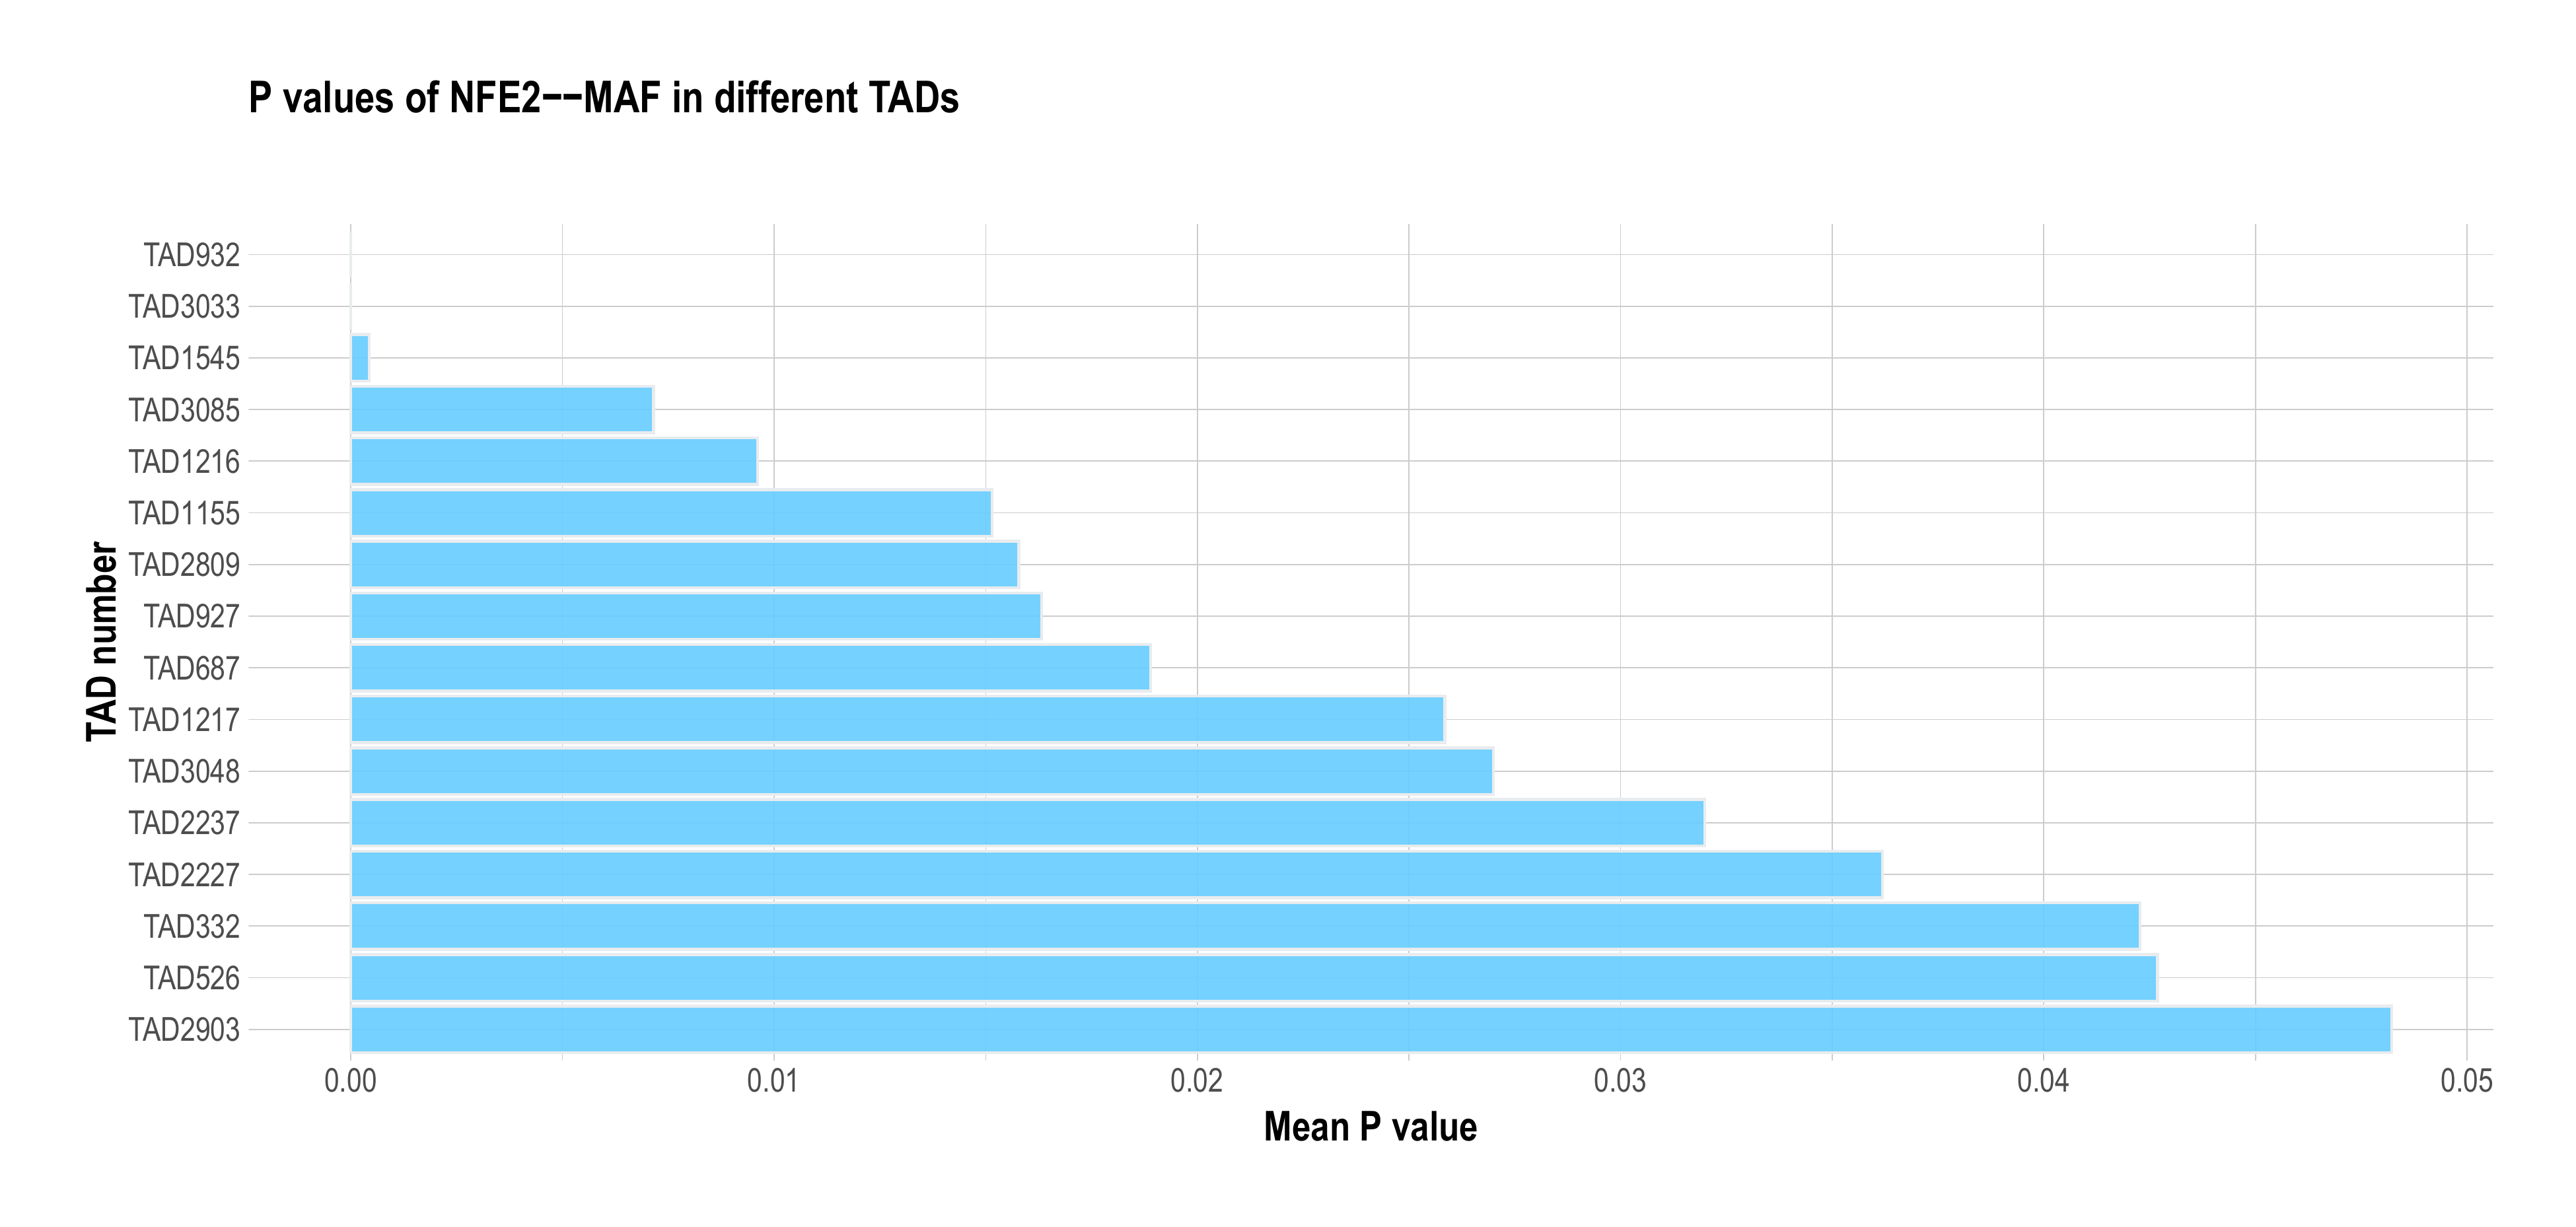 P values of NFE2−−MAF in different TADs
TAD number
TAD932
TAD3033
TAD1545
TAD3085
TAD1216
TAD1155
TAD2809
TAD927
TAD687
TAD1217
TAD3048
TAD2237
TAD2227
TAD332
TAD526
TAD2903
0.00 0.01 0.02 0.03 0.04 0.05
Mean P value